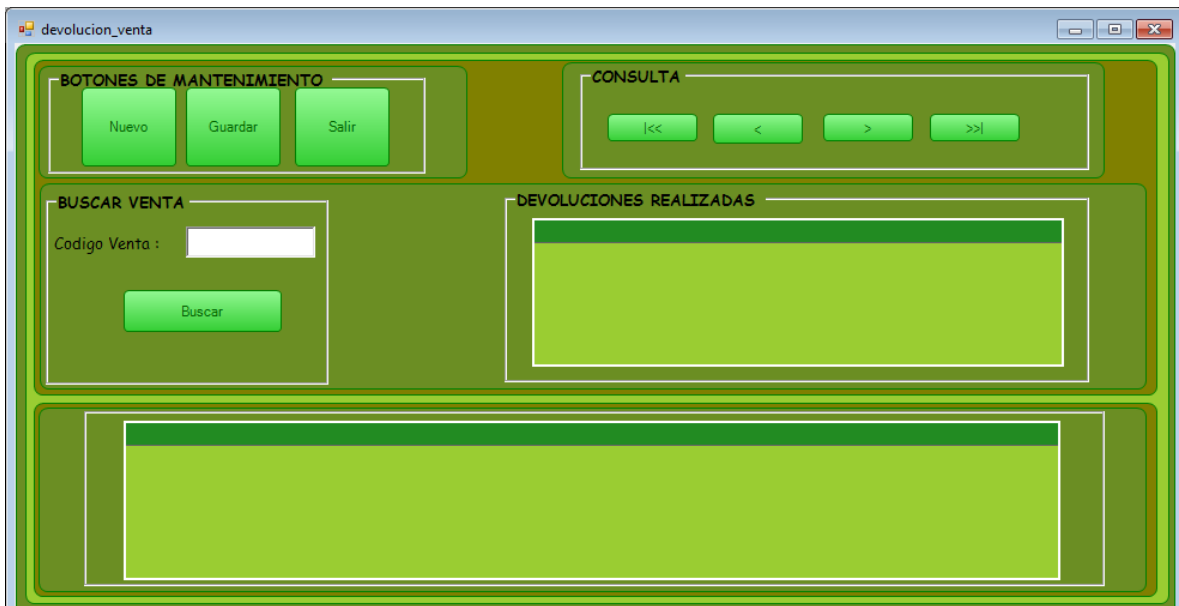 devolucion_venta
BOTONES DE MANTENIMIENTO
Nuevo Guardar Salir
CONSULTA
|<< < > >>|
BUSCAR VENTA
Codigo Venta :
Buscar
DEVOLUCIONES REALIZADAS